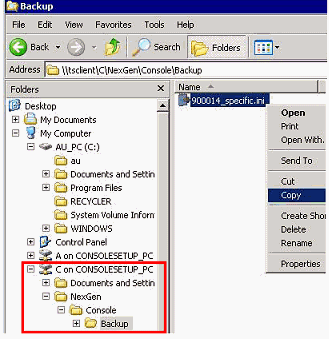 Backup
File Edit View Favorites Tools Help
Back Search Folders
Address \\tsclient\C\NexGen\Console\Backup
Folders
Name
Desktop
My Documents
My Computer
AU_PC (C:)
au
Documents and Settin
Program Files
RECYCLER
System Volume Inforr
WINDOWS
Control Panel
A on CONSOLESETUP_PC
C on CONSOLESETUP_PC
Documents and Settin
NexGen
Console
Backup
900014_specific.ini
Open
Print
Open With.
Send To
Cut
Copy
Create Shor
Delete
Rename
Properties